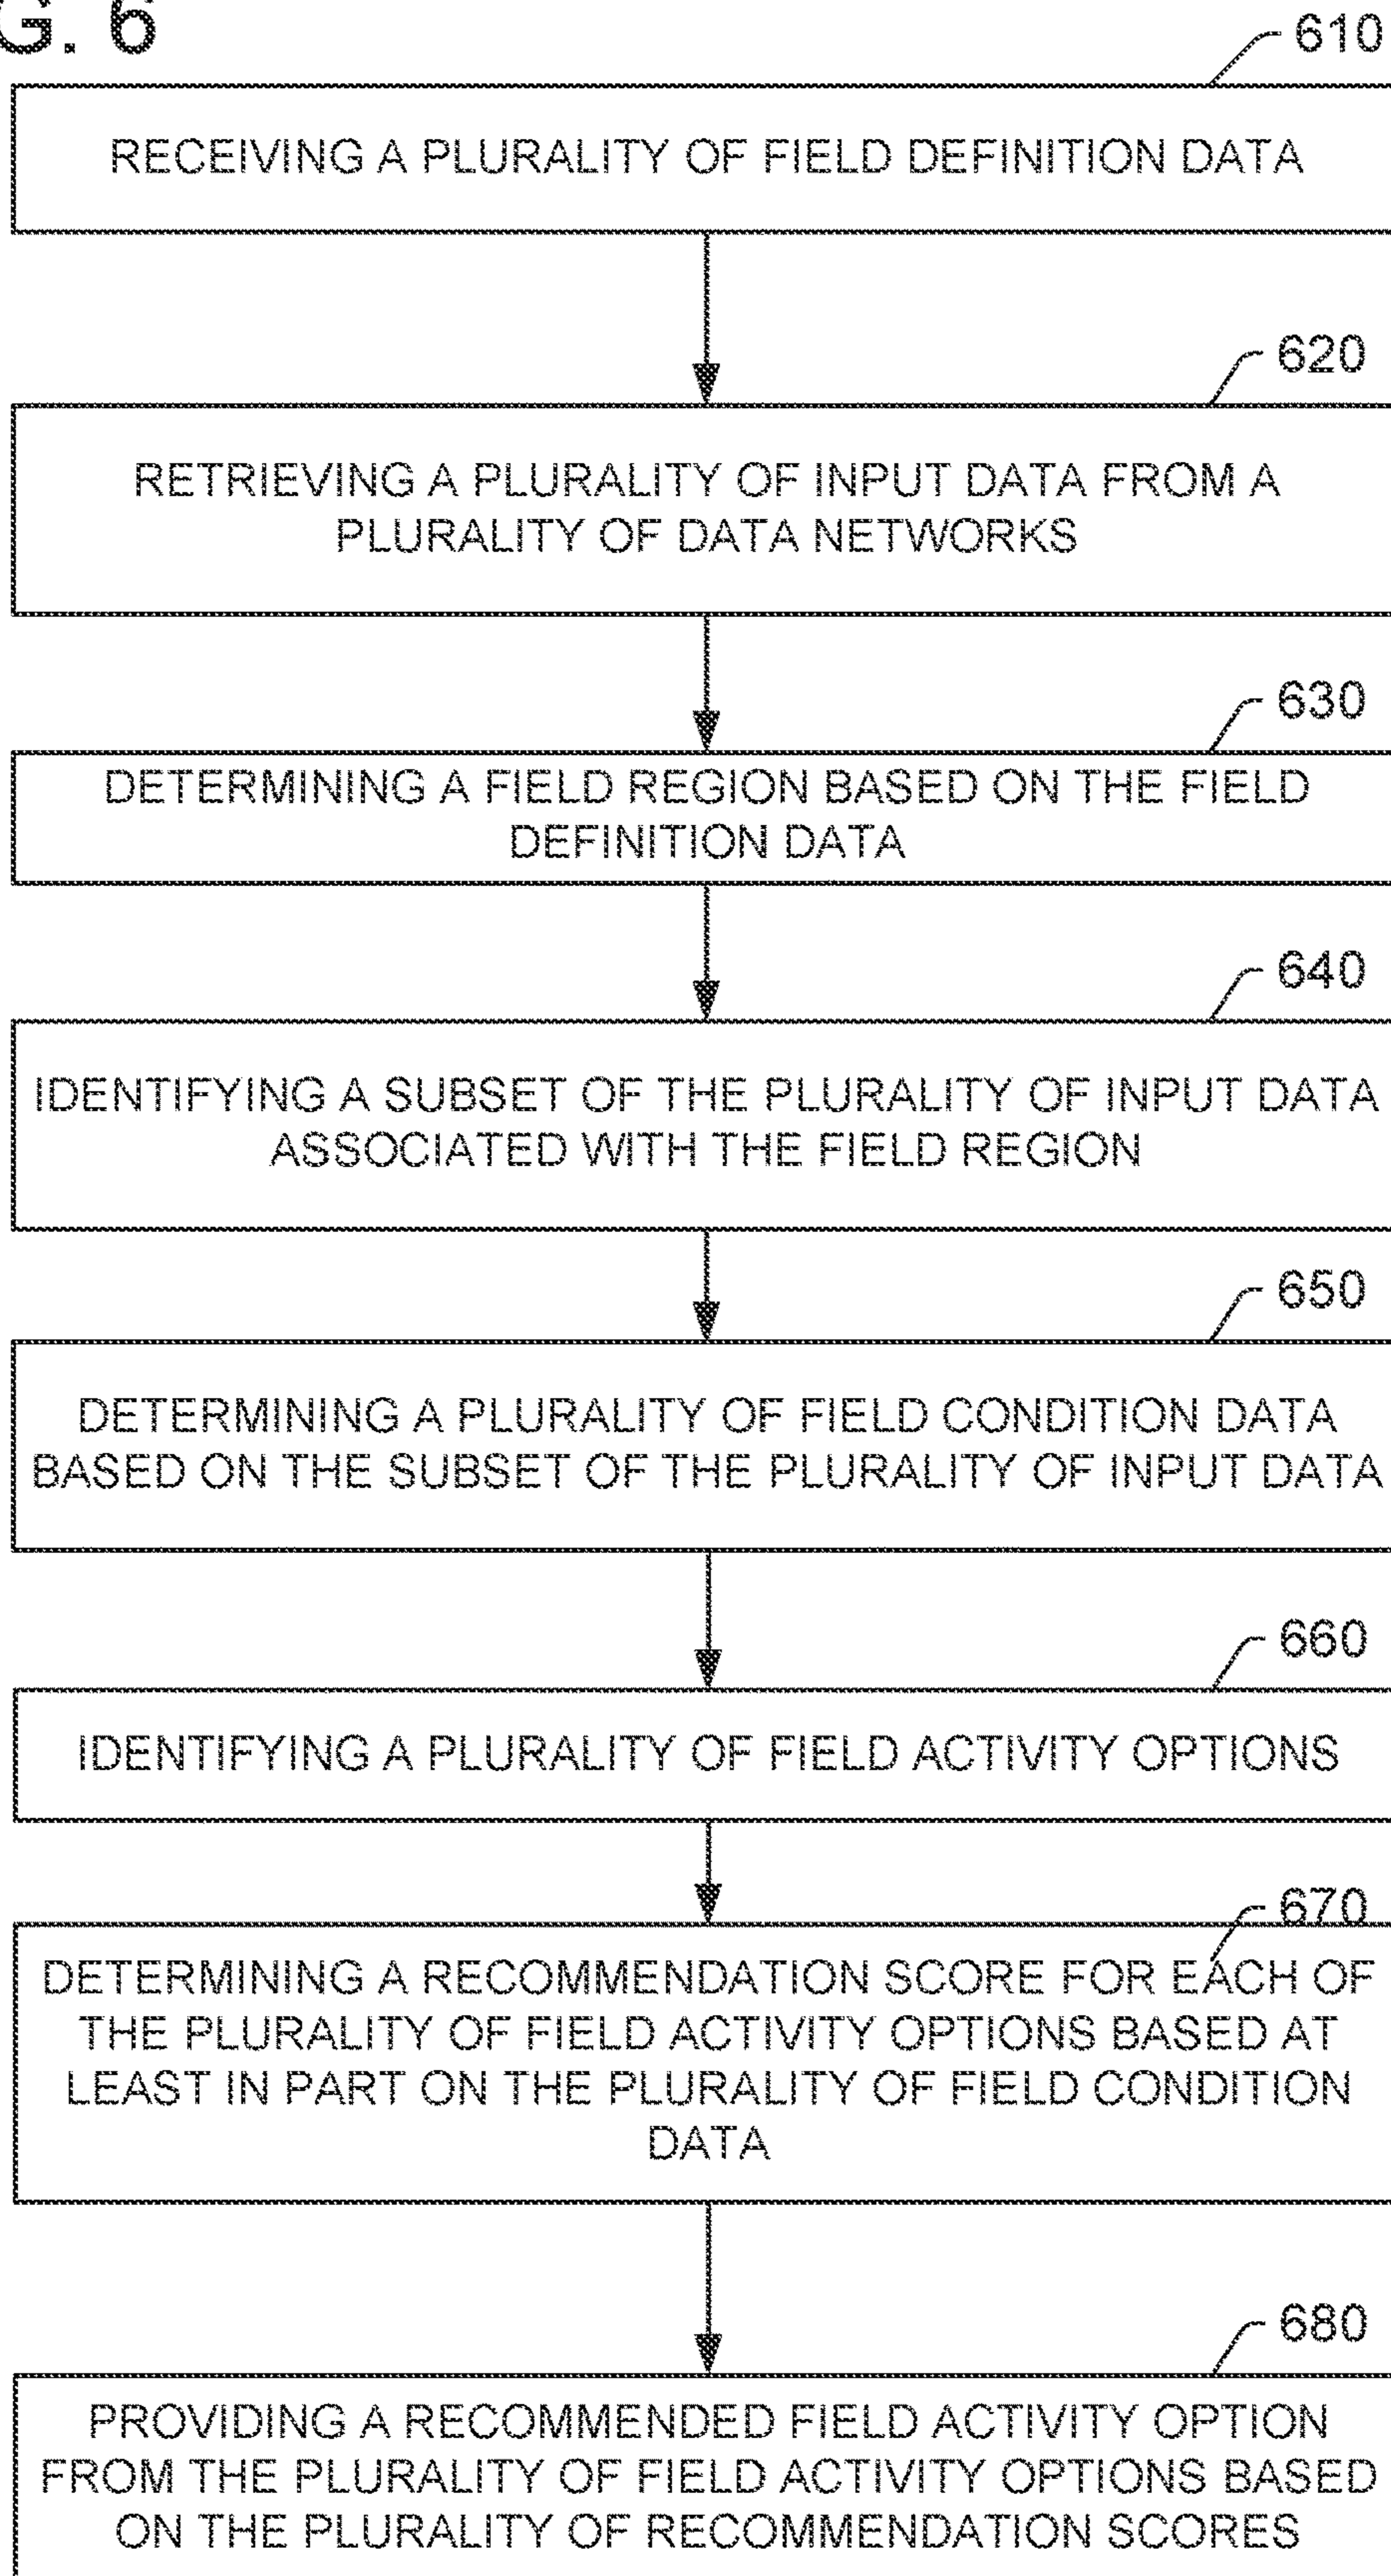 G. 6
610
RECEIVING A PLURALITY OF FIELD DEFINITION DATA
620
RETRIEVING A PLURALITY OF INPUT DATA FROM A
PLURALITY OF DATA NETWORKS
630
DETERMINING A FIELD REGION BASED ON THE FIELD
DEFINITION DATA
640
IDENTIFYING A SUBSET OF THE PLURALITY OF INPUT DATA
ASSOCIATED WITH THE FIELD REGION
650
DETERMINING A PLURALITY OF FIELD CONDITION DATA
BASED ON THE SUBSET OF THE PLURALITY OF INPUT DATA
660
IDENTIFYING A PLURALITY OF FIELD ACTIVITY OPTIONS
670
DETERMINING A RECOMMENDATION SCORE FOR EACH OF
THE PLURALITY OF FIELD ACTIVITY OPTIONS BASED AT
LEAST IN PART ON THE PLURALITY OF FIELD CONDITION
DATA
680
PROVIDING A RECOMMENDED FIELD ACTIVITY OPTION
FROM THE PLURALITY OF FIELD ACTIVITY OPTIONS BASED
ON THE PLURALITY OF RECOMMENDATION SCORES